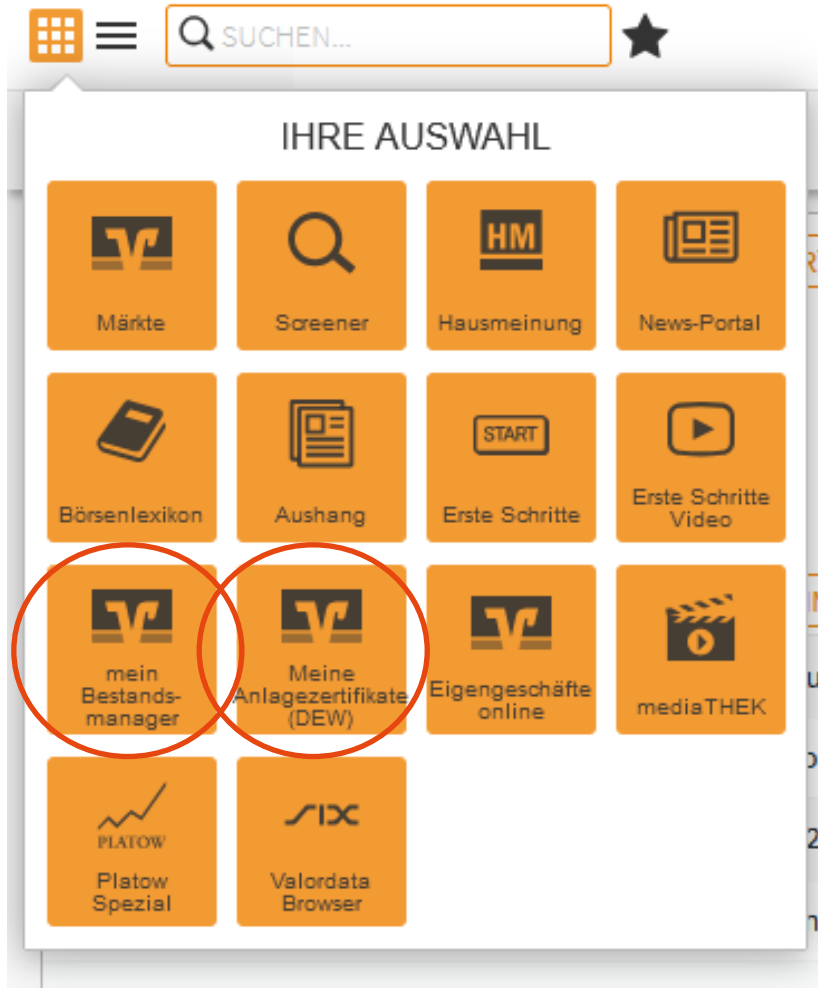 SUCHEN...
IHRE AUSWAHL
Märkte
Screener
HM
Hausmeinung
News-Portal
Börsenlexikon
Aushang
START
Erste Schritte
Erste Schritte
Video
mein
Bestands-
manager
Meine
Anlagezertifikate
(DEW)
Eigengeschäfte
online
mediaTHEK
PLATOW
Platow
Spezial
SIX
Valordata
Browser